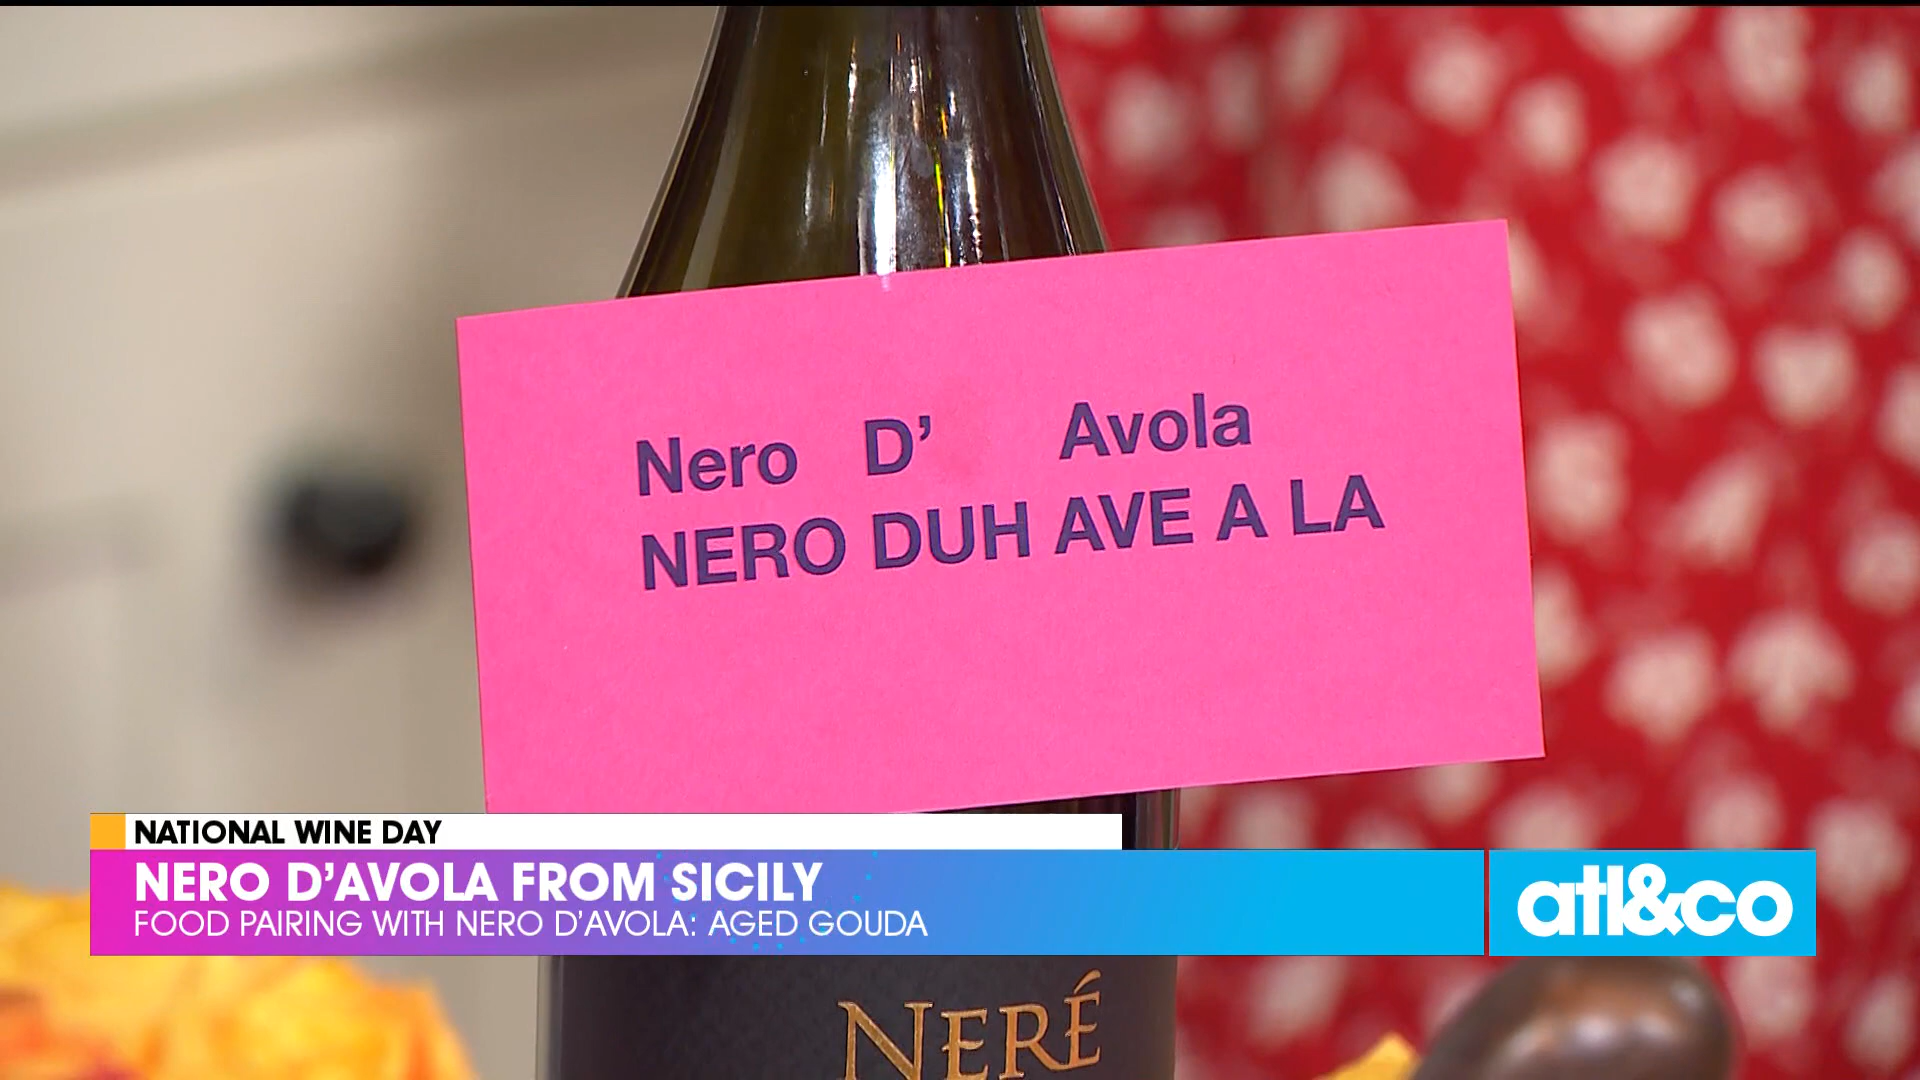 Nero D’ Avola
NERO DUH AVE A LA
NATIONAL WINE DAY
NERO D’AVOLA FROM SICILY
FOOD PAIRING WITH NERO D’AVOLA: AGED GOUDA
atl&co
NERÉ